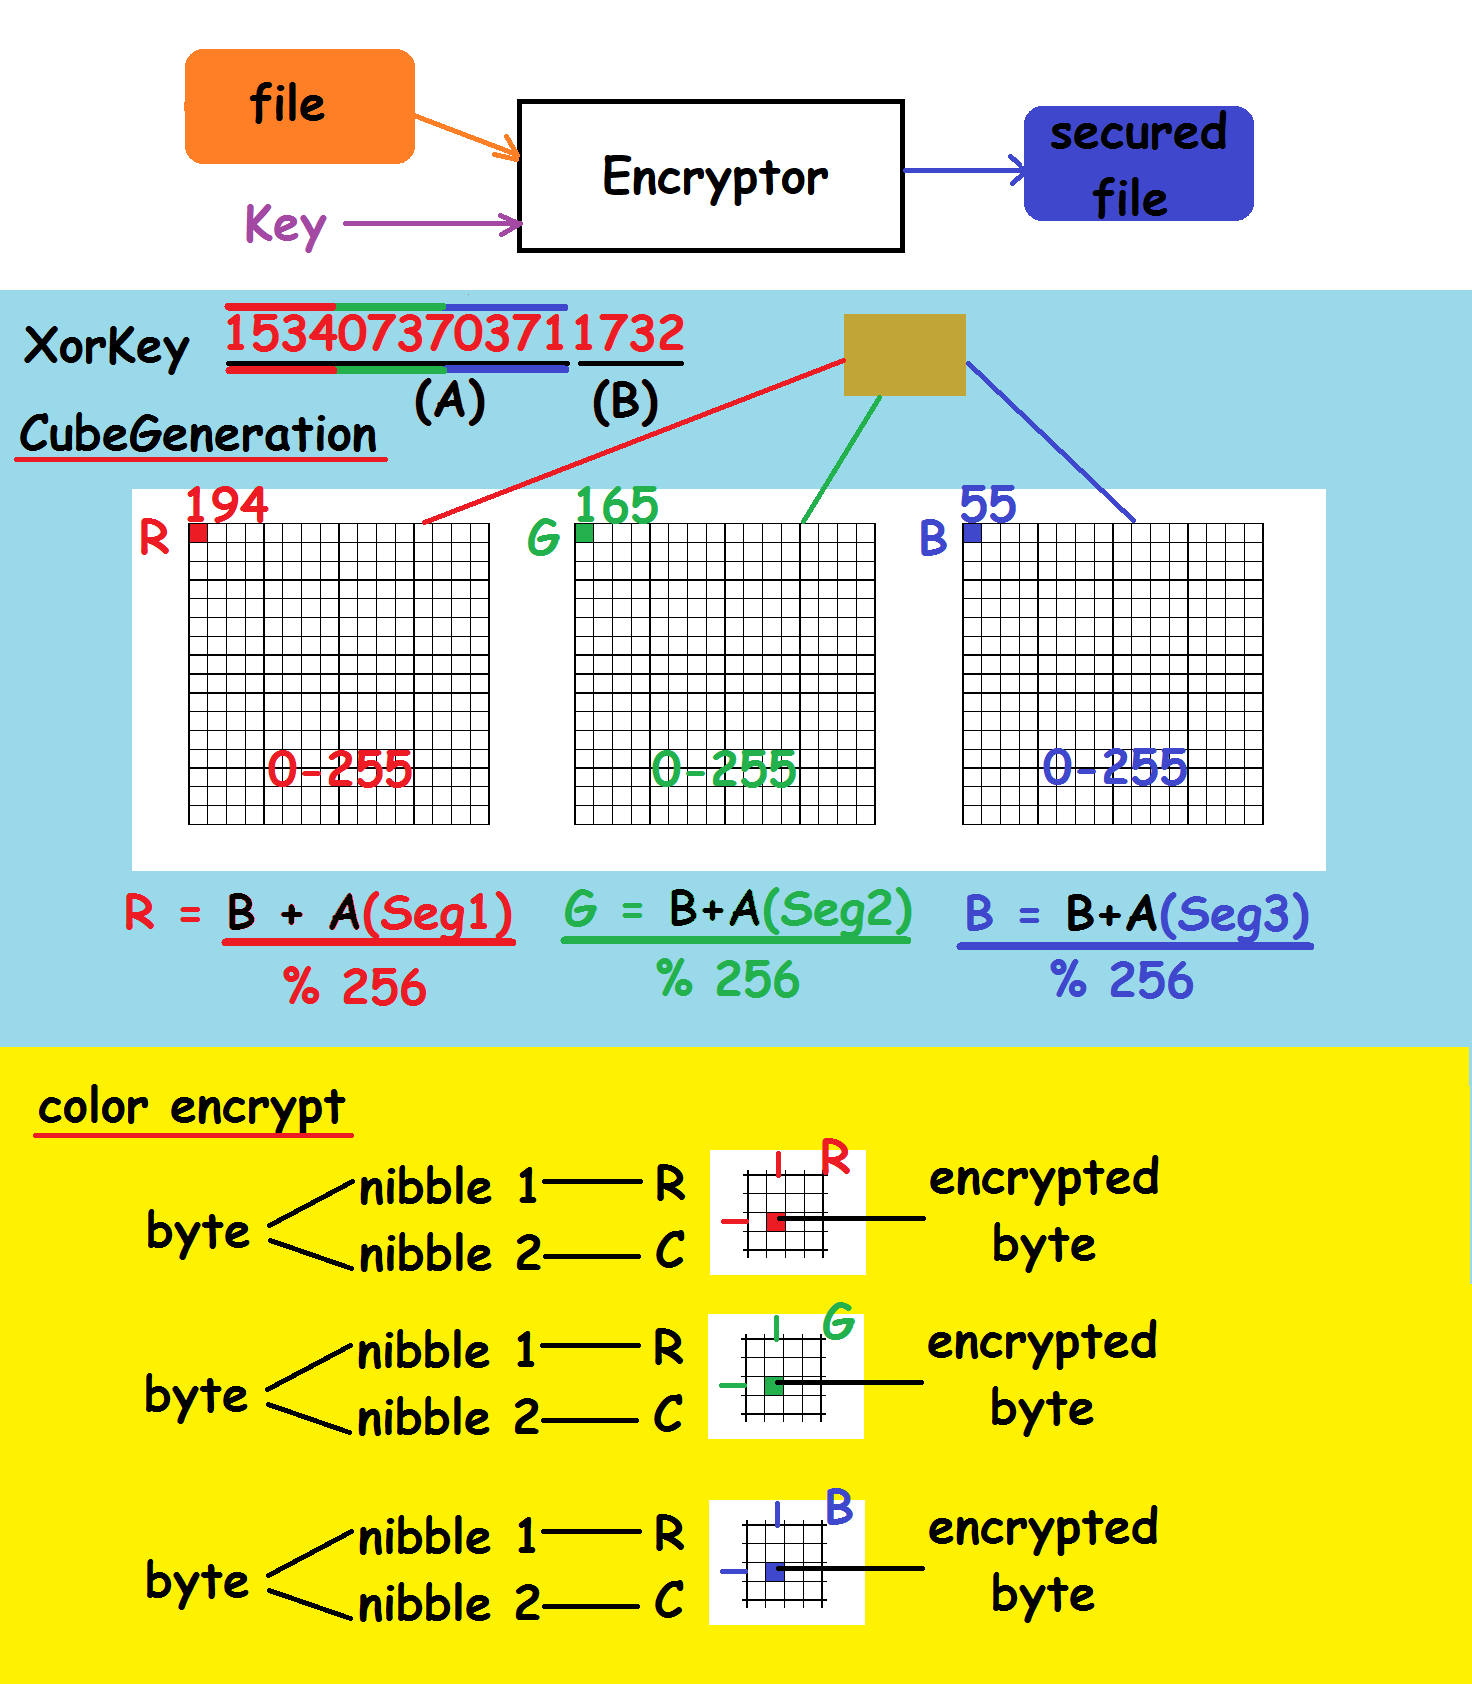 file
Encryptor
secured
file
Key
XorKey 1534073703711732
(A) (B)
CubeGeneration
194 165 55
R G B
0-255 0-255 0-255
R = B + A(Seg1) G = B+A(Seg2) B = B+A(Seg3)
% 256 % 256 % 256
color encrypt
byte nibble 1 R R encrypted
nibble 2 C byte
byte nibble 1 R G encrypted
nibble 2 C byte
byte nibble 1 R B encrypted
nibble 2 C byte